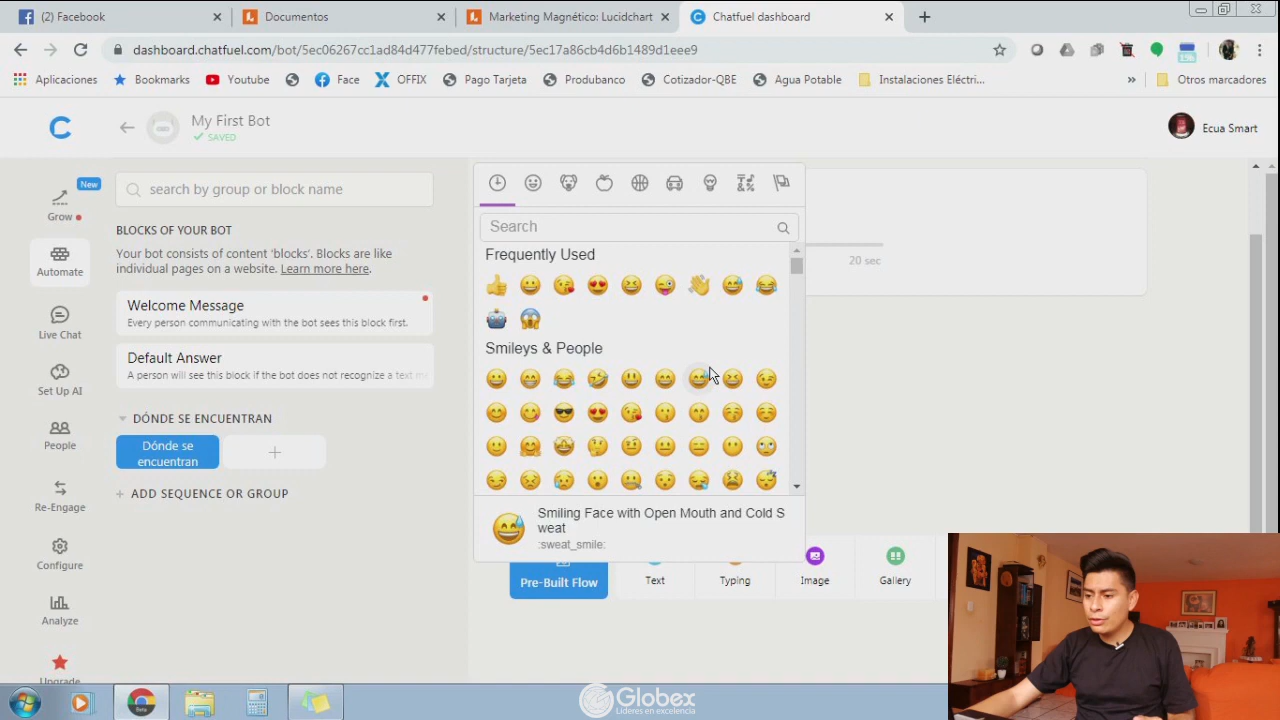 (2) Facebook
Documentos
Marketing Magnético: Lucidchart
Chatfuel dashboard
dashboard.chatfuel.com/bot/5ec06267cc1ad84d477febed/structure/5ec17a86cb4d6b1489d1eee9
Aplicaciones
Bookmarks
Youtube
Face
OFFIX
Pago Tarjeta
Produbanco
Cotizador-QBE
Agua Potable
Instalaciones Eléctri...
»
Otros marcadores
My First Bot
SAVED
Ecua Smart
New
Grow
Automate
Live Chat
Set Up AI
People
Re-Engage
Configure
Analyze
Upgrade
search by group or block name
BLOCKS OF YOUR BOT
Your bot consists of content ‘blocks’. Blocks are like
individual pages on a website. Learn more here.
Welcome Message
Every person communicating with the bot sees this block first.
Default Answer
A person will see this block if the bot does not recognize a text me
DÓNDE SE ENCUENTRAN
Dónde se
encuentran
+
+ ADD SEQUENCE OR GROUP
Search
Frequently Used
Smileys & People
Smiling Face with Open Mouth and Cold S
weat
:sweat_smile:
20 sec
Pre-Built Flow
Text
Typing
Image
Gallery
Globex
Líderes en excelencia